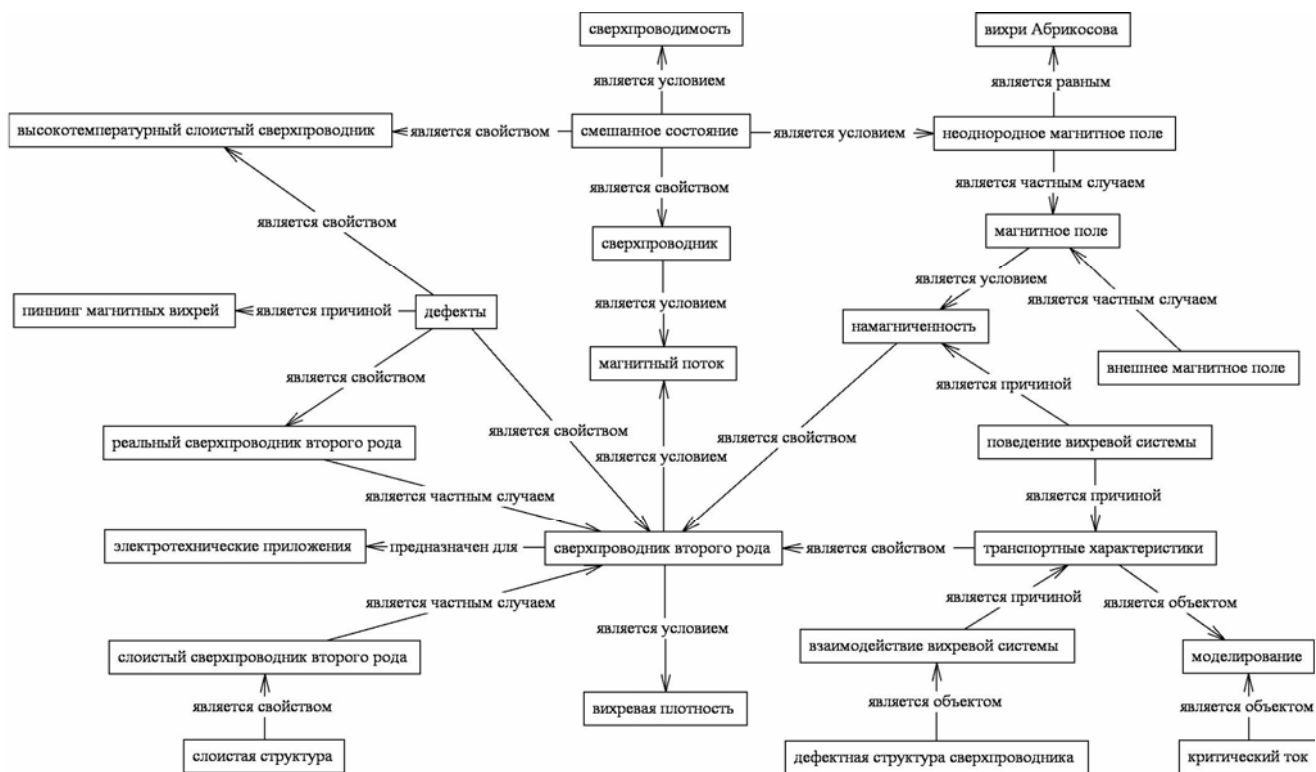 сверхпроводимость
вихри Абрикосова
является условием
является равным
высокотемпературный слоистый сверхпроводник
является свойством
смешанное состояние
является условием
неоднородное магнитное поле
является свойством
является частным случаем
является свойством
сверхпроводник
магнитное поле
является условием
пиннинг магнитных вихрей
является причиной
дефекты
является условием
является частным случаем
намагниченность
магнитный поток
внешнее магнитное поле
является свойством
является причиной
реальный сверхпроводник второго рода
является свойством
является свойством
поведение вихревой системы
является условием
является частным случаем
является причиной
электротехнические приложения
предназначен для
сверхпроводник второго рода
является свойством
транспортные характеристики
является частным случаем
является причиной
является объектом
является условием
слоистый сверхпроводник второго рода
взаимодействие вихревой системы
моделирование
является свойством
вихревая плотность
является объектом
является объектом
слоистая структура
дефектная структура сверхпроводника
критический ток